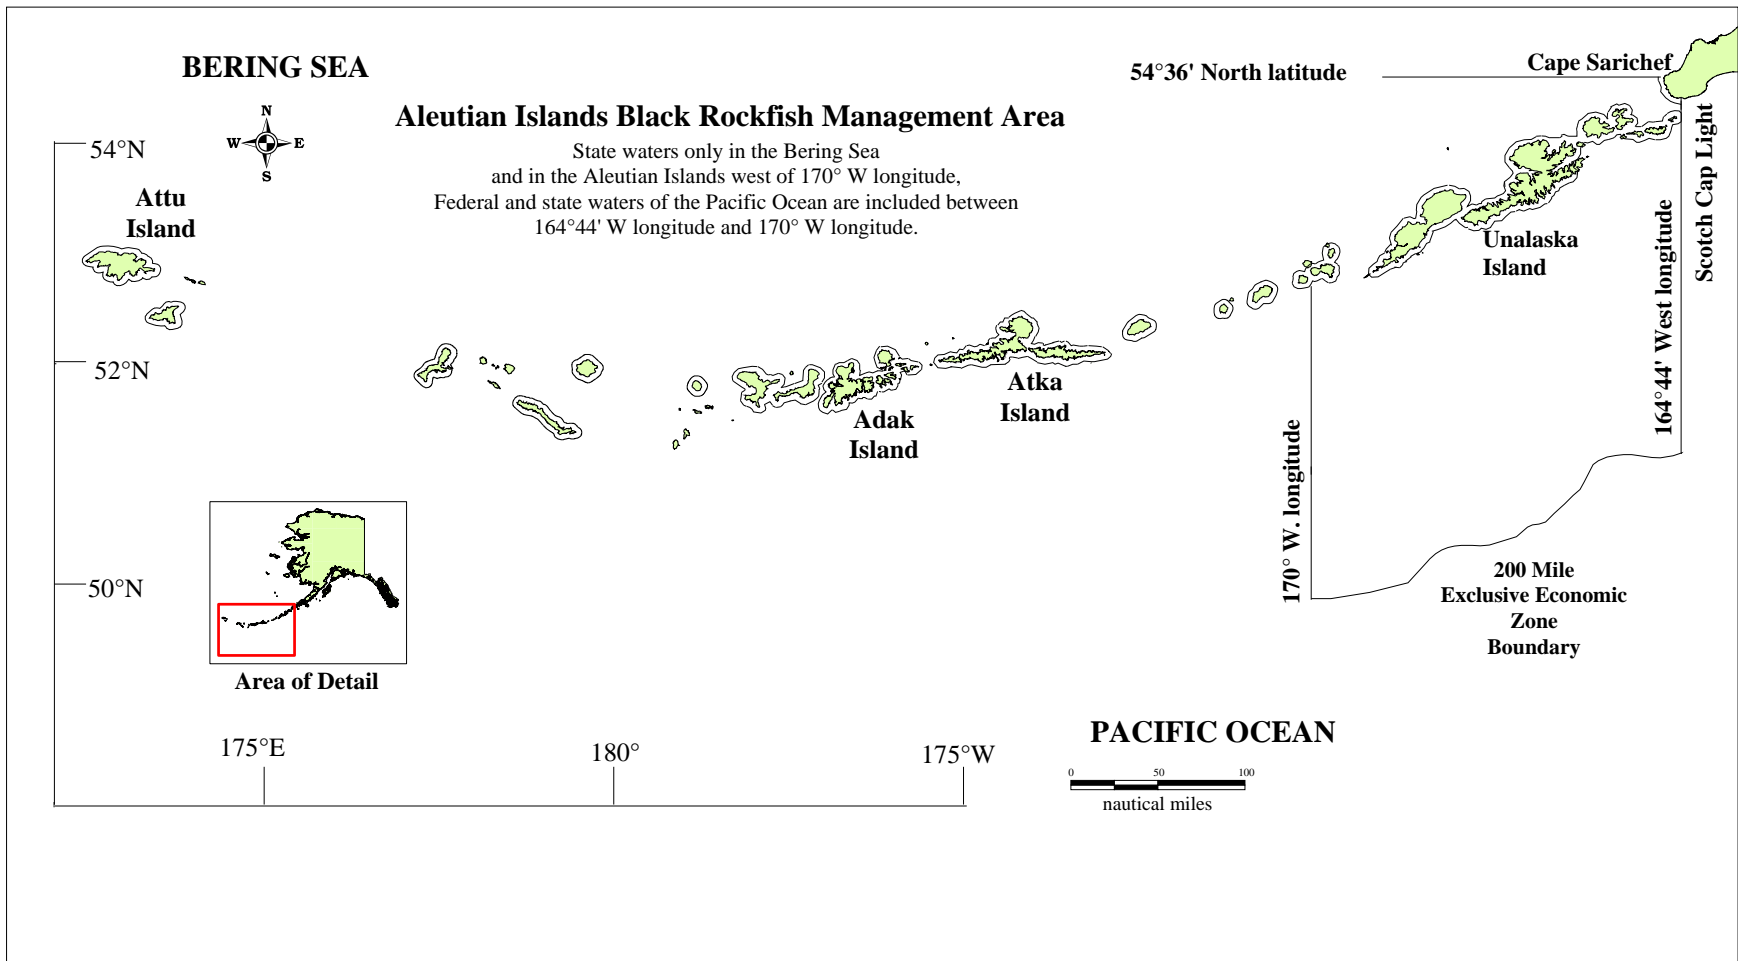 BERING SEA
Cape Sarichef
54°36' North latitude
N
W
E
S
Aleutian Islands Black Rockfish Management Area
State waters only in the Bering Sea
and in the Aleutian Islands west of 170° W longitude,
Federal and state waters of the Pacific Ocean are included between
164°44' W longitude and 170° W longitude.
54°N
Attu
Island
Scotch Cap Light
164°44' West longitude
Unalaska
Island
52°N
Atka
Island
Adak
Island
170° W. longitude
50°N
200 Mile
Exclusive Economic
Zone
Boundary
Area of Detail
PACIFIC OCEAN
175°E
180°
175°W
0 50 100
nautical miles